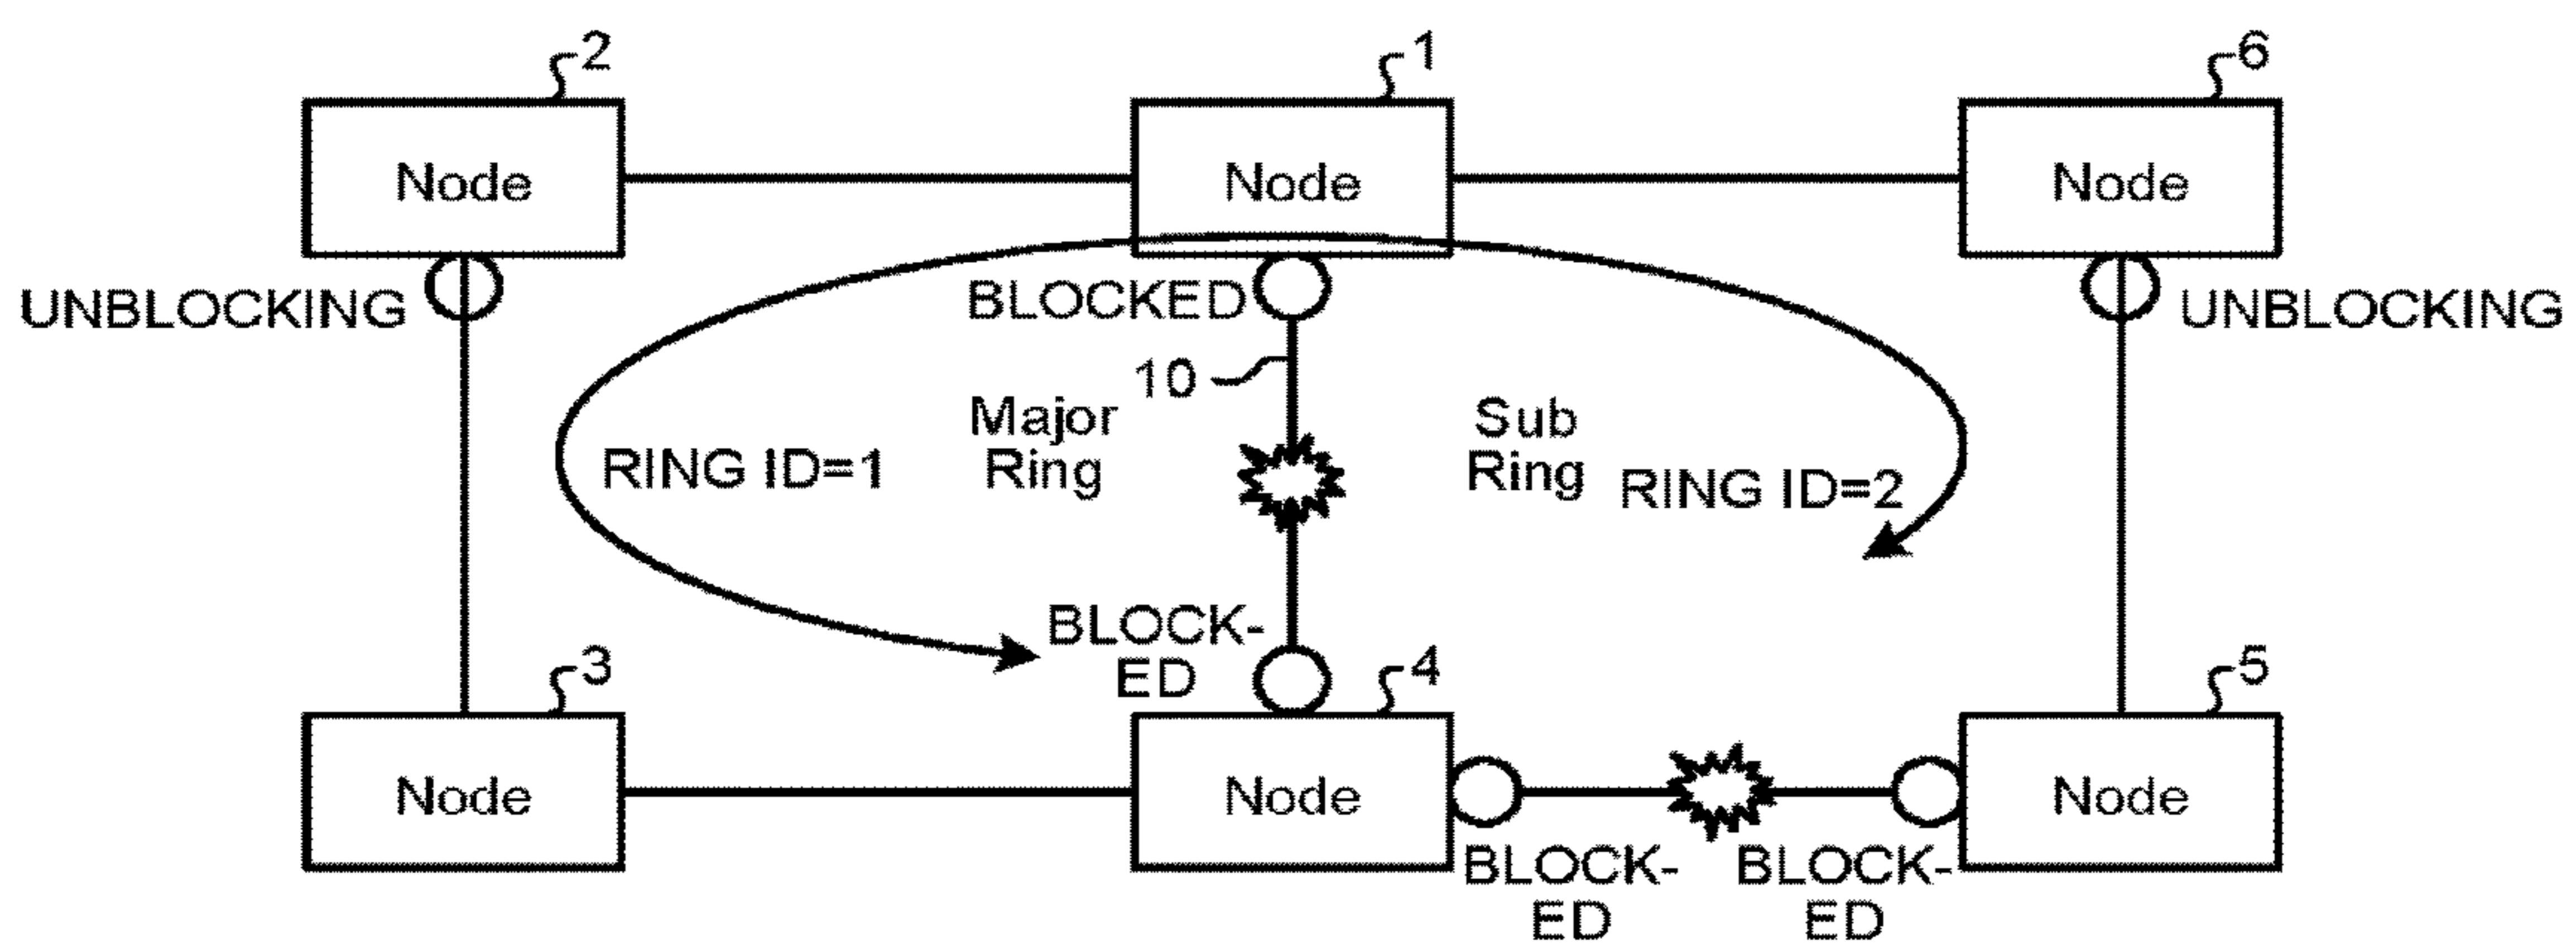 2
1
6
Node
Node
Node
UNBLOCKING
BLOCKED
UNBLOCKING
10
Major
Ring
Sub
Ring
RING ID=1
RING ID=2
BLOCK-
ED
3
4
5
Node
Node
Node
BLOCK-
ED
BLOCK-
ED